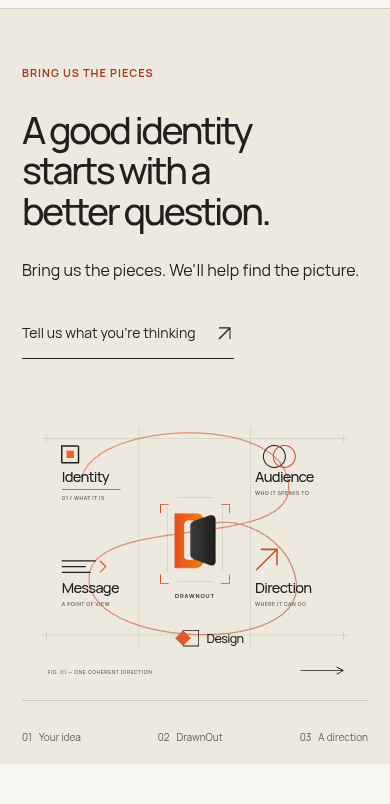 BRING US THE PIECES
A good identity
starts with a
better question.
Bring us the pieces. We'll help find the picture.
Tell us what you're thinking
Identity
01 / WHAT IT IS
Audience
WHO IT SPEAKS TO
Message
A POINT OF VIEW
DRAWNOUT
Direction
WHERE IT CAN GO
Design
FIG. 01 — ONE COHERENT DIRECTION
01 Your idea
02 DrawnOut
03 A direction